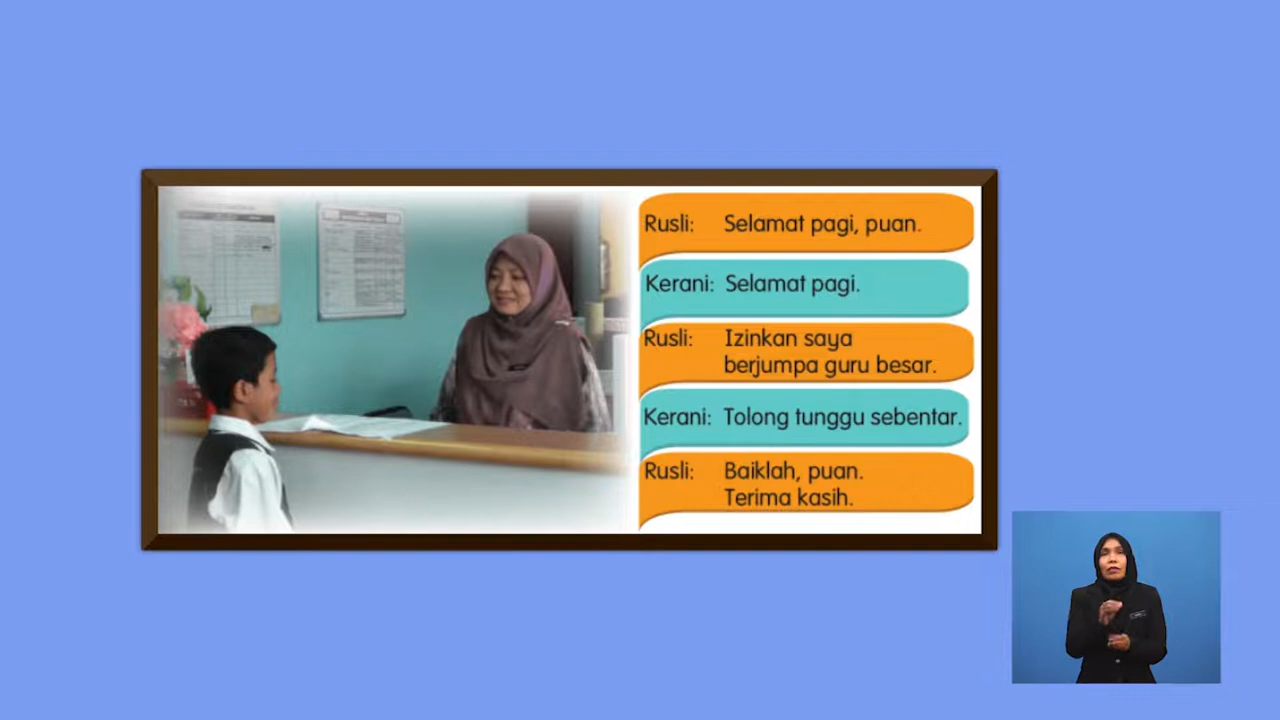 Rusli: Selamat pagi, puan.
Kerani: Selamat pagi.
Rusli: Izinkan saya
berjumpa guru besar.
Kerani: Tolong tunggu sebentar.
Rusli: Baiklah, puan.
Terima kasih.